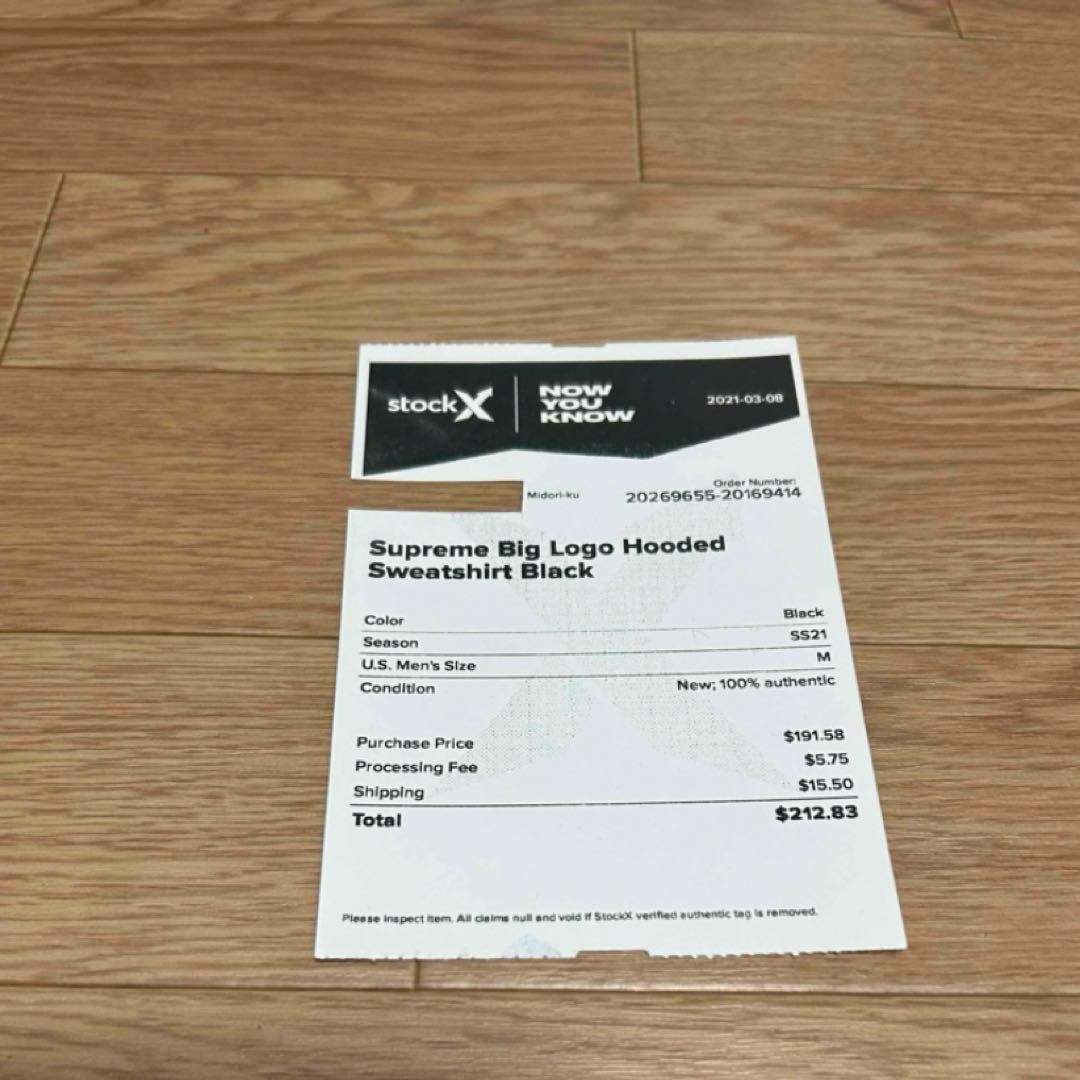 stockX
NOW
YOU
KNOW
2021-03-08
Midori-ku
Order Number:
20269655-20169414
Supreme Big Logo Hooded
Sweatshirt Black
Color Black
Season SS21
U.S. Men's Size M
Condition New; 100% authentic
Purchase Price $191.58
Processing Fee $5.75
Shipping $15.50
Total $212.83
Please inspect item. All claims null and void if StockX verified authentic tag is removed.